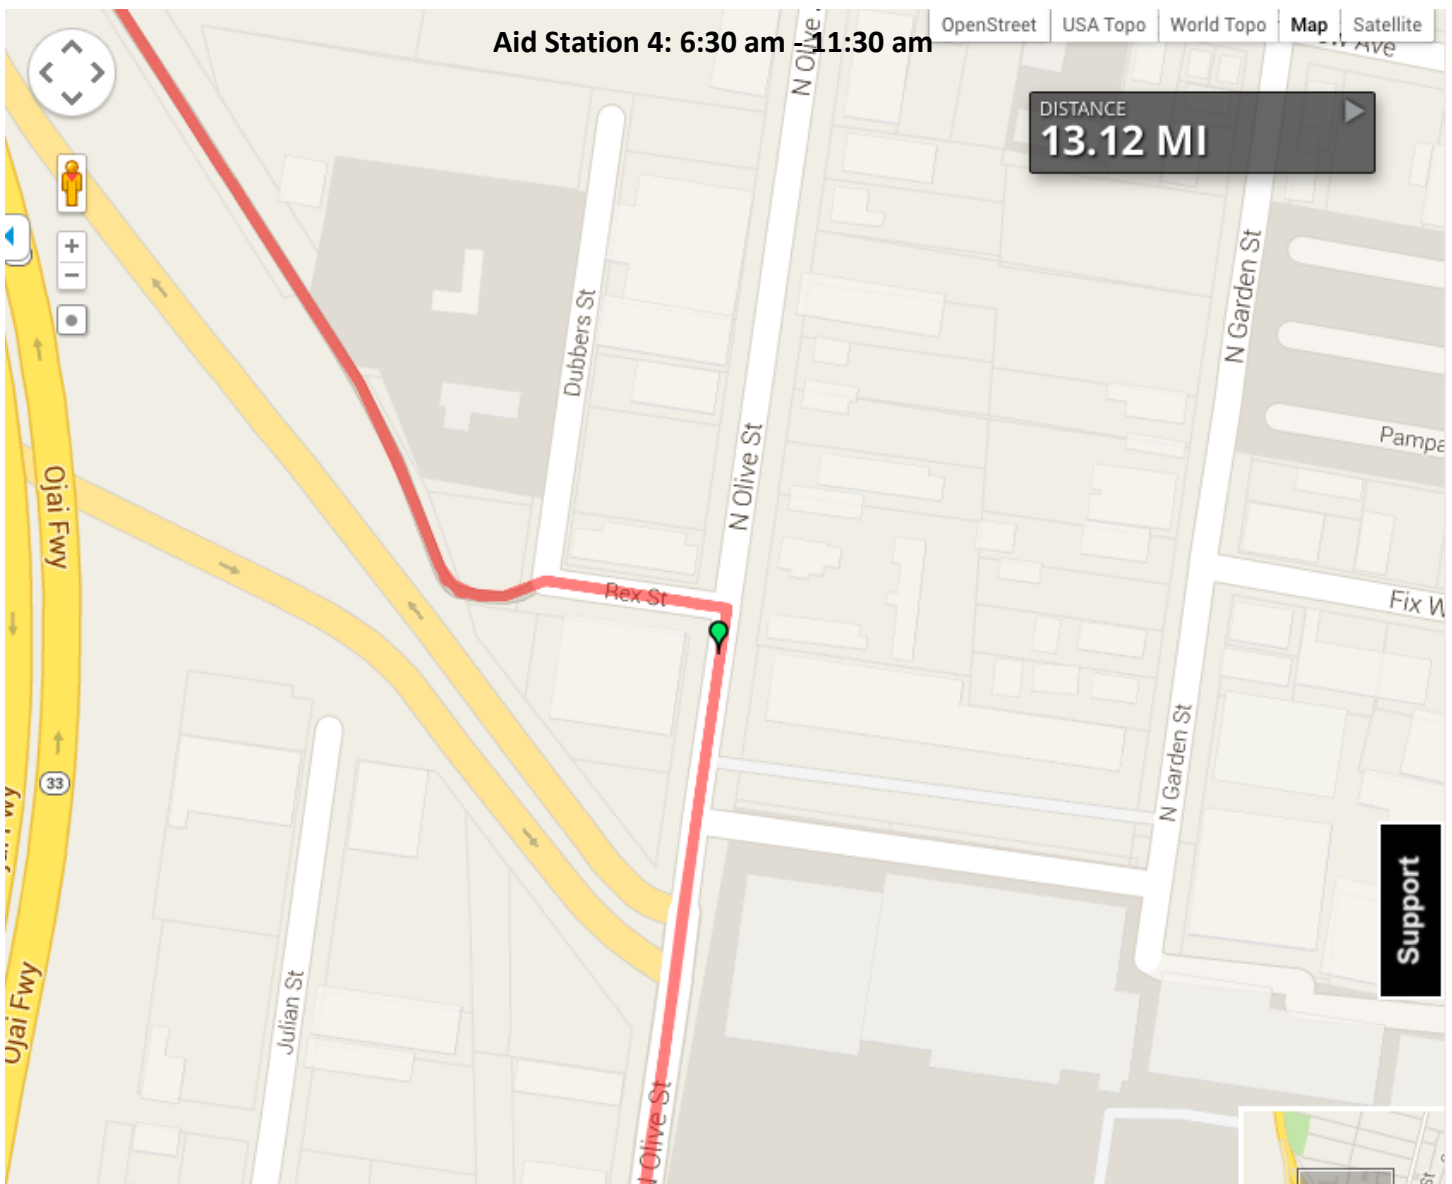 Aid Station 4: 6:30 am - 11:30 am
OpenStreet
USA Topo
World Topo
Map
Satellite
Ave
N Olive
DISTANCE
13.12 MI
+
−
N Garden St
Dubbers St
N Olive St
Pampa
Ojai Fwy
Rex St
Fix W
33
N Garden St
Support
Ojai Fwy
Julian St
N Olive St
St